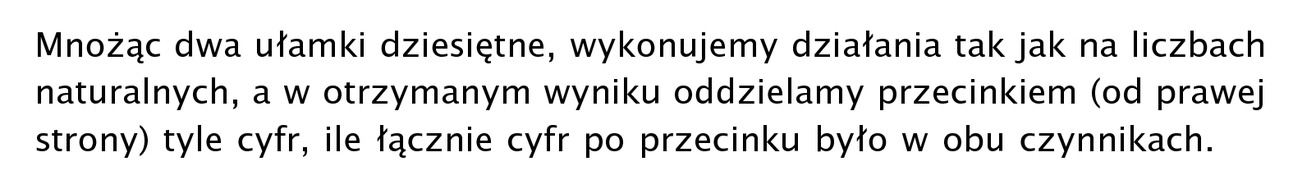 Mnożąc dwa ułamki dziesiętne, wykonujemy działania tak jak na liczbach
naturalnych, a w otrzymanym wyniku oddzielamy przecinkiem (od prawej
strony) tyle cyfr, ile łącznie cyfr po przecinku było w obu czynnikach.